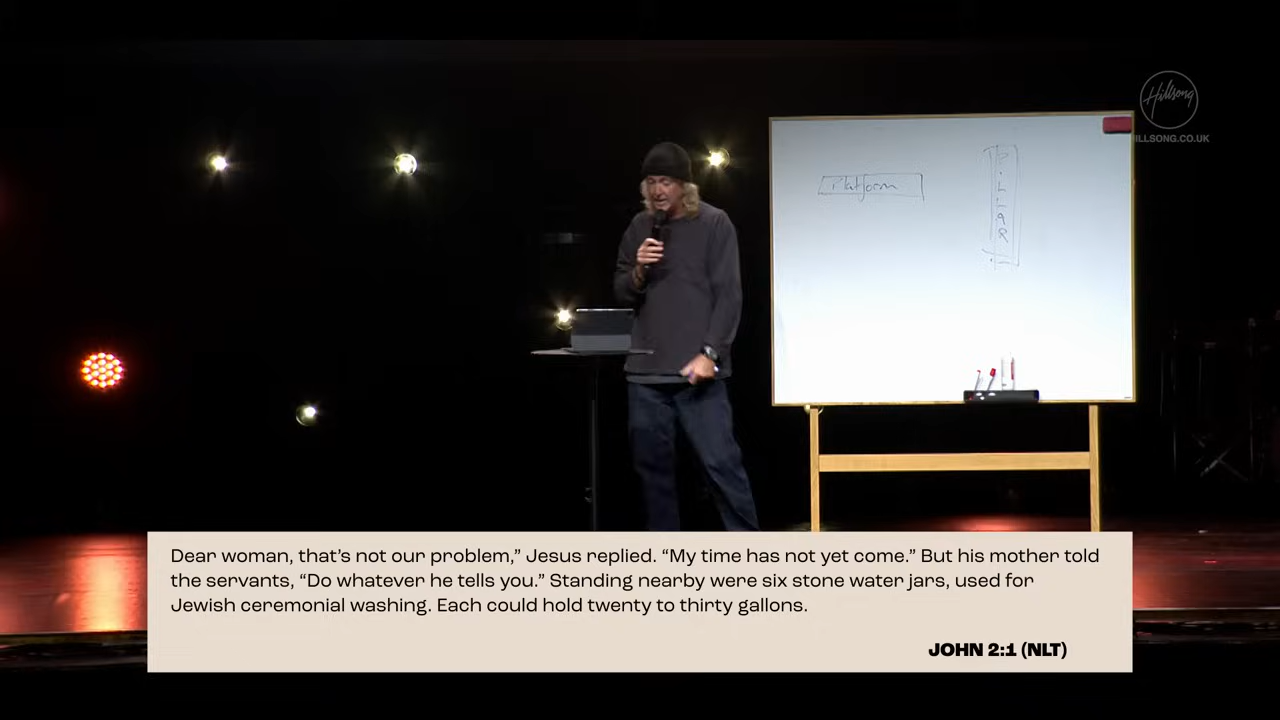 Hillsong
HILLSONG.CO.UK
Platform
PILLAR
Dear woman, that’s not our problem,” Jesus replied. “My time has not yet come.” But his mother told
the servants, “Do whatever he tells you.” Standing nearby were six stone water jars, used for
Jewish ceremonial washing. Each could hold twenty to thirty gallons.
JOHN 2:1 (NLT)